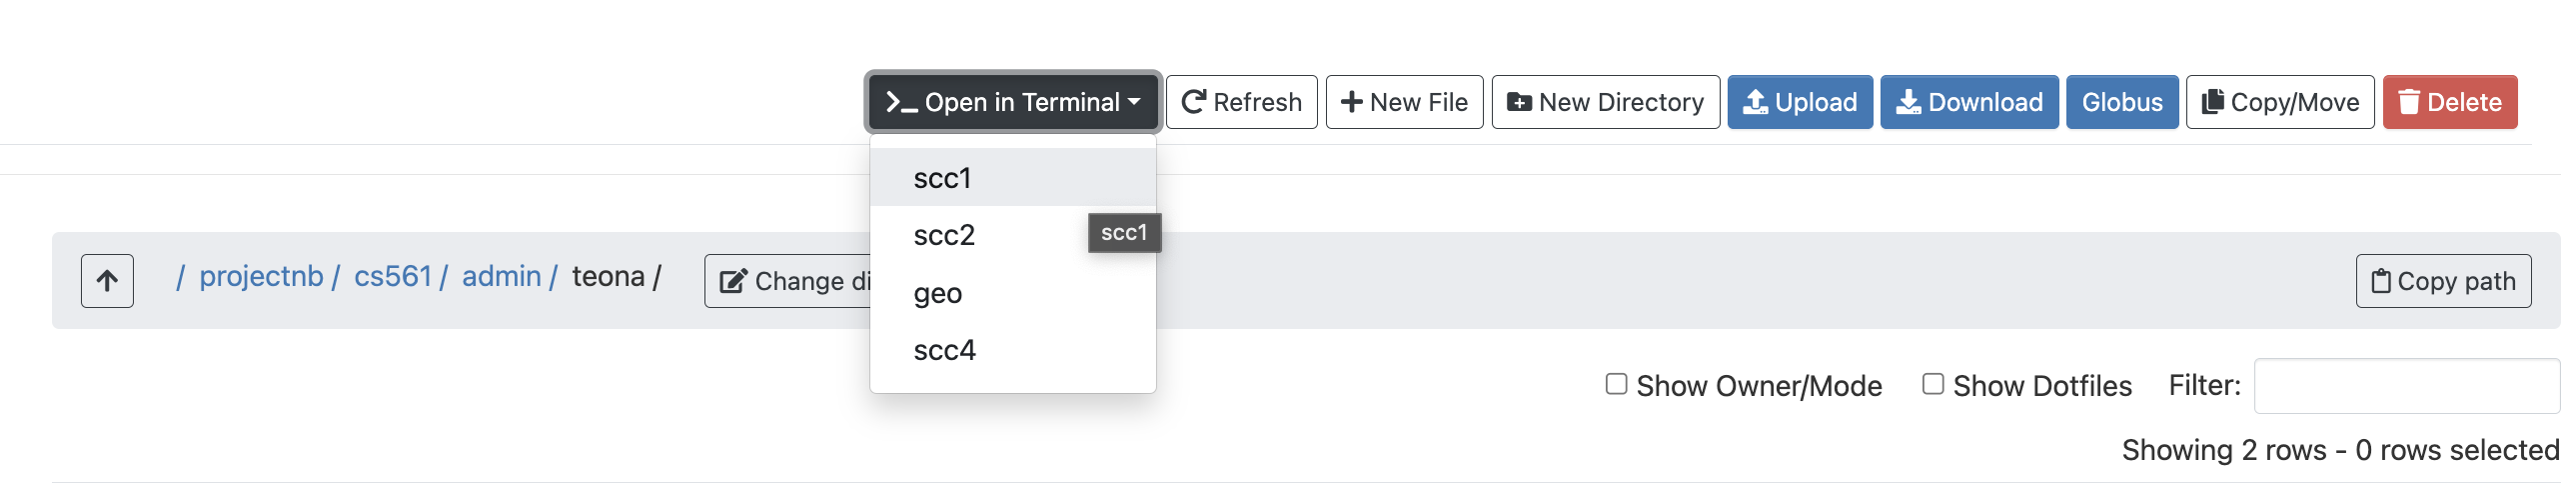 Open in Terminal Refresh New File New Directory Upload Download Globus Copy/Move Delete
scc1
scc2
scc1
geo
scc4
/ projectnb / cs561 / admin / teona / Change di Copy path
Show Owner/Mode Show Dotfiles Filter:
Showing 2 rows - 0 rows selected